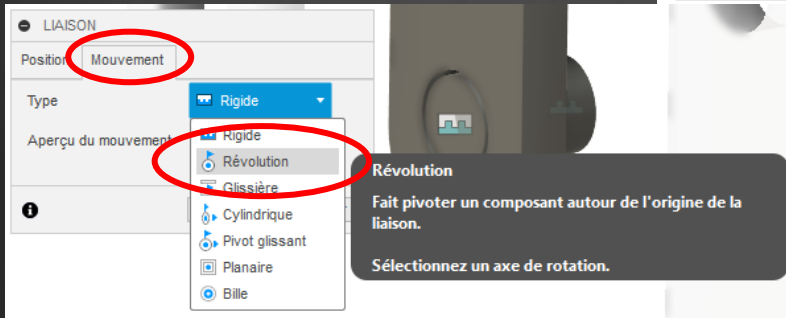 LIAISON
Position Mouvement
Type Rigide
Aperçu du mouvement
Rigide
Révolution
Glissière
Cylindrique
Pivot glissant
Planaire
Bille
Révolution
Fait pivoter un composant autour de l'origine de la
liaison.
Sélectionnez un axe de rotation.